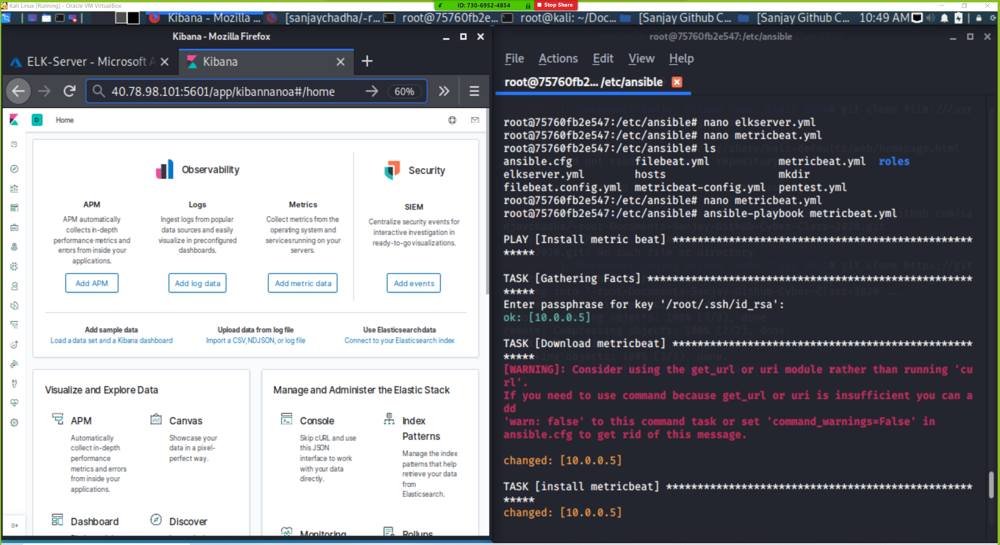 Kali Linux [Running] - Oracle VM VirtualBox
ID: 730-6952-4854
Stop Share
Kibana - Mozilla ...
[sanjaychadha/-r...
root@75760fb2e...
root@kali: ~/Doc...
[Sanjay Github C...
[Sanjay Github C...
10:49 AM
Kibana - Mozilla Firefox
ELK-Server - Microsoft A
Kibana
40.78.98.101:5601/app/kibannanoa#/home
60%
D
Home
Observability
Security
APM
Logs
Metrics
SIEM
APM automatically
collects in-depth
performance metrics and
errors from inside your
applications.
Ingest logs from popular
data sources and easily
visualize in preconfigured
dashboards.
Collect metrics from the
operating system and
services running on your
servers.
Centralize security events for
interactive investigation in
ready-to-go visualizations.
Add APM
Add log data
Add metric data
Add events
Add sample data
Load a data set and a Kibana dashboard
Upload data from log file
Import a CSV, NDJSON, or log file
Use Elasticsearch data
Connect to your Elasticsearch index
Visualize and Explore Data
APM
Automatically
collect in-depth
performance
metrics and errors
from inside your
applications.
Canvas
Showcase your
data in a pixel-
perfect way.
Dashboard
Discover
Manage and Administer the Elastic Stack
Console
Skip cURL and use
this JSON
interface to work
with your data
directly.
Index
Patterns
Manage the index
patterns that help
retrieve your data
from
Elasticsearch.
Monitoring
Rollups
root@75760fb2e547: /etc/ansible
File Actions Edit View Help
root@75760fb2... /etc/ansible
root@75760fb2e547:/etc/ansible# nano elkserver.yml
root@75760fb2e547:/etc/ansible# nano metricbeat.yml
root@75760fb2e547:/etc/ansible# ls
ansible.cfg filebeat.yml metricbeat.yml roles
elkserver.yml hosts mkdir
filebeat.config.yml metricbeat-config.yml pentest.yml
root@75760fb2e547:/etc/ansible# nano metricbeat.yml
root@75760fb2e547:/etc/ansible# ansible-playbook metricbeat.yml
PLAY [Install metric beat] ************************************************
*****
TASK [Gathering Facts] ****************************************************
*****
Enter passphrase for key '/root/.ssh/id_rsa':
ok: [10.0.0.5]
TASK [Download metricbeat] ************************************************
*****
[WARNING]: Consider using the get_url or uri module rather than running 'cu
rl'.
If you need to use command because get_url or uri is insufficient you can a
dd
'warn: false' to this command task or set 'command_warnings=False' in
ansible.cfg to get rid of this message.
changed: [10.0.0.5]
TASK [install metricbeat] *************************************************
*****
changed: [10.0.0.5]